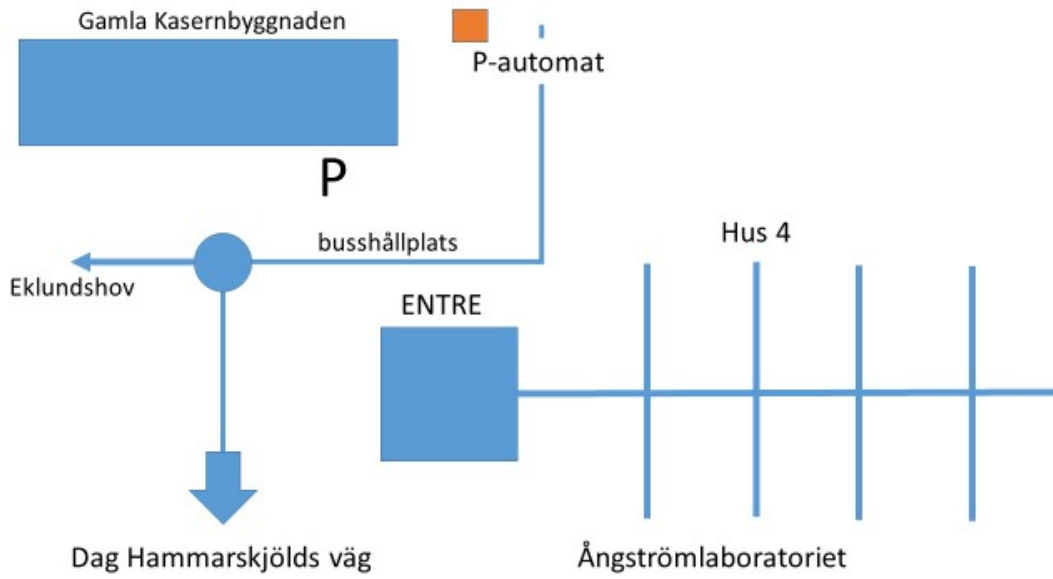 Gamla Kasernbyggnaden
P-automat
P
busshållplats
Hus 4
Eklundshov
ENTRE
Dag Hammarskjölds väg
Ångströmlaboratoriet